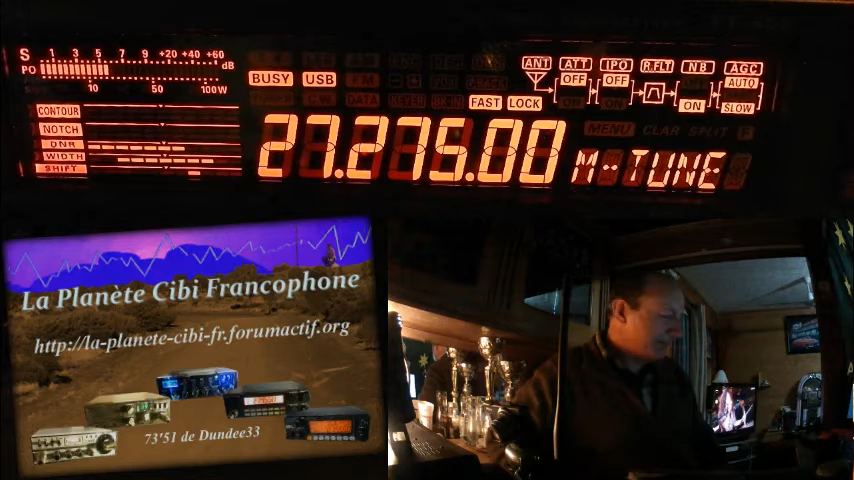 S 1 3 5 7 9 +20 +40 +60 dB
PO
10 50 100W
BUSY USB
FAST LOCK
ANT ATT IPO R.FLT NB AGC
OFF OFF AUTO
ON SLOW
CONTOUR
NOTCH
DNR
WIDTH
SHIFT
MENU CLAR SPLIT
DATA KEYER
27.275.00 M-TUNE
La Planète Cibi Francophone
http://la-planete-cibi-fr.forumactif.org
73'51 de Dundee33